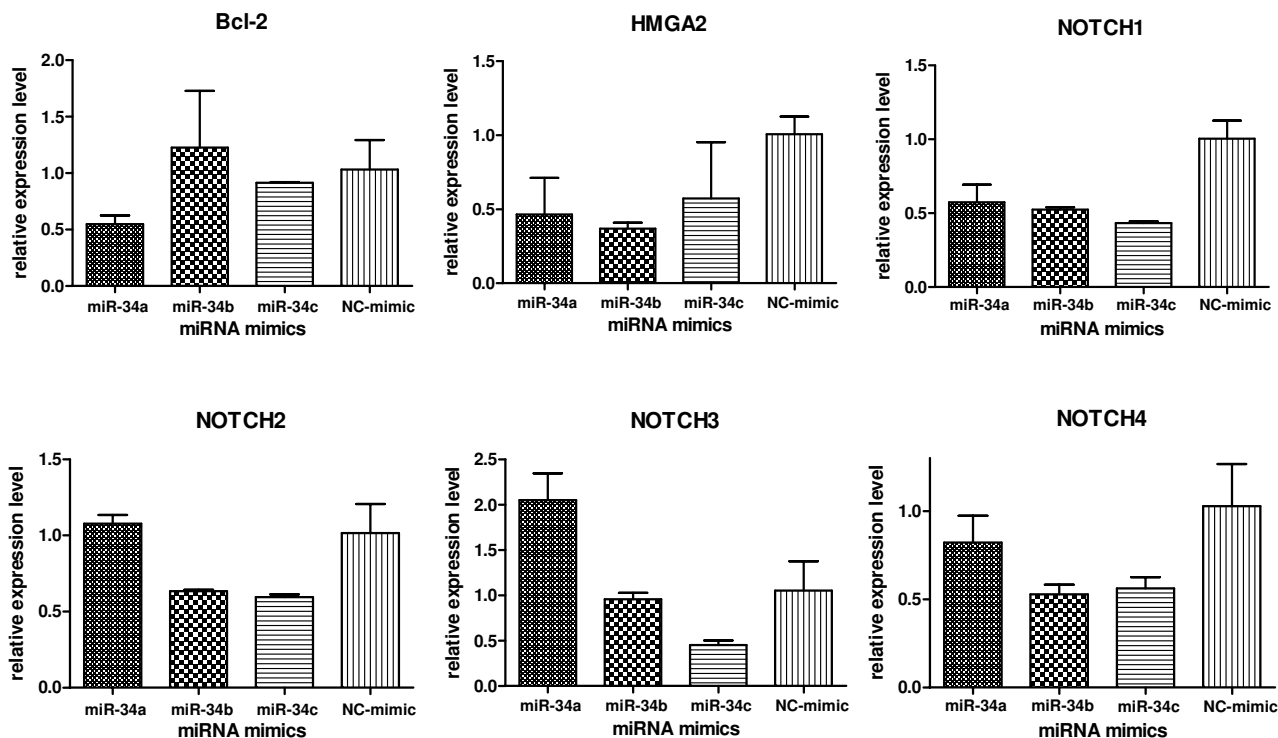 Bcl-2
relative expression level
2.0
1.5
1.0
0.5
0.0
miR-34a miR-34b miR-34c NC-mimic
miRNA mimics
HMGA2
relative expression level
1.5
1.0
0.5
0.0
miR-34a miR-34b miR-34c NC-mimic
miRNA mimics
NOTCH1
relative expression level
1.5
1.0
0.5
0.0
miR-34a miR-34b miR-34c NC-mimic
miRNA mimics
NOTCH2
relative expression level
1.5
1.0
0.5
0.0
miR-34a miR-34b miR-34c NC-mimic
miRNA mimics
NOTCH3
relative expression level
2.5
2.0
1.5
1.0
0.5
0.0
miR-34a miR-34b miR-34c NC-mimic
miRNA mimics
NOTCH4
relative expression level
1.0
0.5
0.0
miR-34a miR-34b miR-34c NC-mimic
miRNA mimics